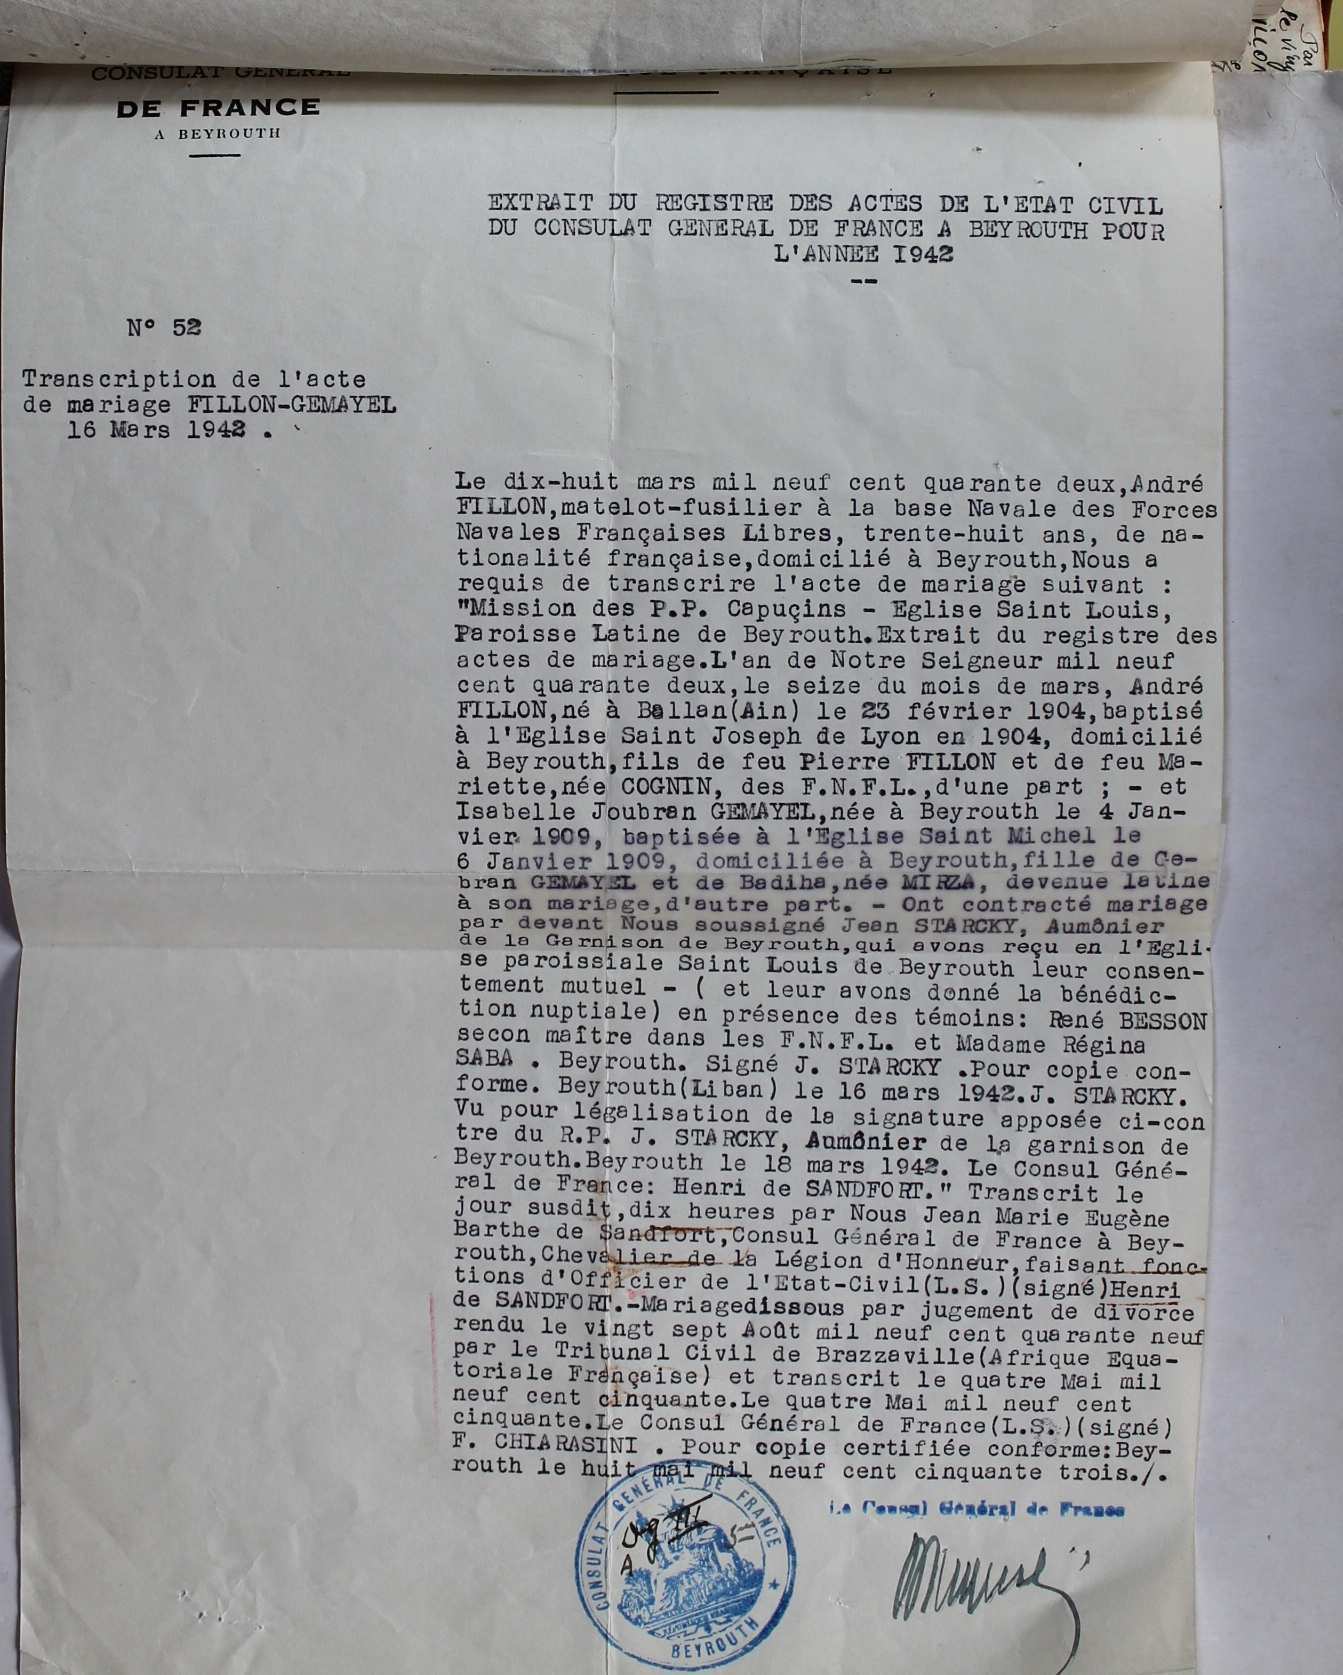 CONSULAT GENERAL
DE FRANCE
A BEYROUTH
FRANÇAISE
EXTRAIT DU REGISTRE DES ACTES DE L'ETAT CIVIL
DU CONSULAT GENERAL DE FRANCE A BEYROUTH POUR
L'ANNEE 1942
--
N° 52
Transcription de l'acte
de mariage FILLON-GEMAYEL
16 Mars 1942 .
Le dix-huit mars mil neuf cent quarante deux,André
FILLON,matelot-fusilier à la base Navale des Forces
Navales Françaises Libres, trente-huit ans, de na-
tionalité française,domicilié à Beyrouth,Nous a
requis de transcrire l'acte de mariage suivant :
"Mission des P.P. Capuçins - Eglise Saint Louis,
Paroisse Latine de Beyrouth.Extrait du registre des
actes de mariage.L'an de Notre Seigneur mil neuf
cent quarante deux,le seize du mois de mars, André
FILLON,né à Ballan(Ain) le 23 février 1904,baptisé
à l'Eglise Saint Joseph de Lyon en 1904, domicilié
à Beyrouth,fils de feu Pierre FILLON et de feu Ma-
riette,née COGNIN, des F.N.F.L.,d'une part ; - et
Isabelle Joubran GEMAYEL,née à Beyrouth le 4 Jan-
vier 1909, baptisée à l'Eglise Saint Michel le
6 Janvier 1909, domiciliée à Beyrouth,fille de Ge-
bran GEMAYEL et de Badiha,née MIRZA, devenue latine
à son mariage,d'autre part. - Ont contracté mariage
par devant Nous soussigné Jean STARCKY, Aumônier
de la Garnison de Beyrouth,qui avons reçu en l'Egli-
se paroissiale Saint Louis de Beyrouth leur consen-
tement mutuel - ( et leur avons donné la bénédic-
tion nuptiale) en présence des témoins: René BESSON
secon maître dans les F.N.F.L. et Madame Régina
SABA . Beyrouth. Signé J. STARCKY .Pour copie con-
forme. Beyrouth(Liban) le 16 mars 1942.J. STARCKY.
Vu pour légalisation de la signature apposée ci-con
tre du R.P. J. STARCKY, Aumônier de la garnison de
Beyrouth.Beyrouth le 18 mars 1942. Le Consul Géné-
ral de France: Henri de SANDFORT." Transcrit le
jour susdit,dix heures par Nous Jean Marie Eugène
Barthe de Sandfort,Consul Général de France à Bey-
routh,Chevalier de la Légion d'Honneur,faisant fonc-
tions d'Officier de l'Etat-Civil(L.S.)(signé)Henri
de SANDFORT.-Mariagedissous par jugement de divorce
rendu le vingt sept Août mil neuf cent quarante neuf
par le Tribunal Civil de Brazzaville(Afrique Equa-
toriale Française) et transcrit le quatre Mai mil
neuf cent cinquante.Le quatre Mai mil neuf cent
cinquante.Le Consul Général de France(L.S.)(signé)
F. CHIARASINI . Pour copie certifiée conforme:Bey-
routh le huit mai mil neuf cent cinquante trois./.
Le Consul Général de France
CONSULAT GÉNÉRAL DE FRANCE
BEYROUTH